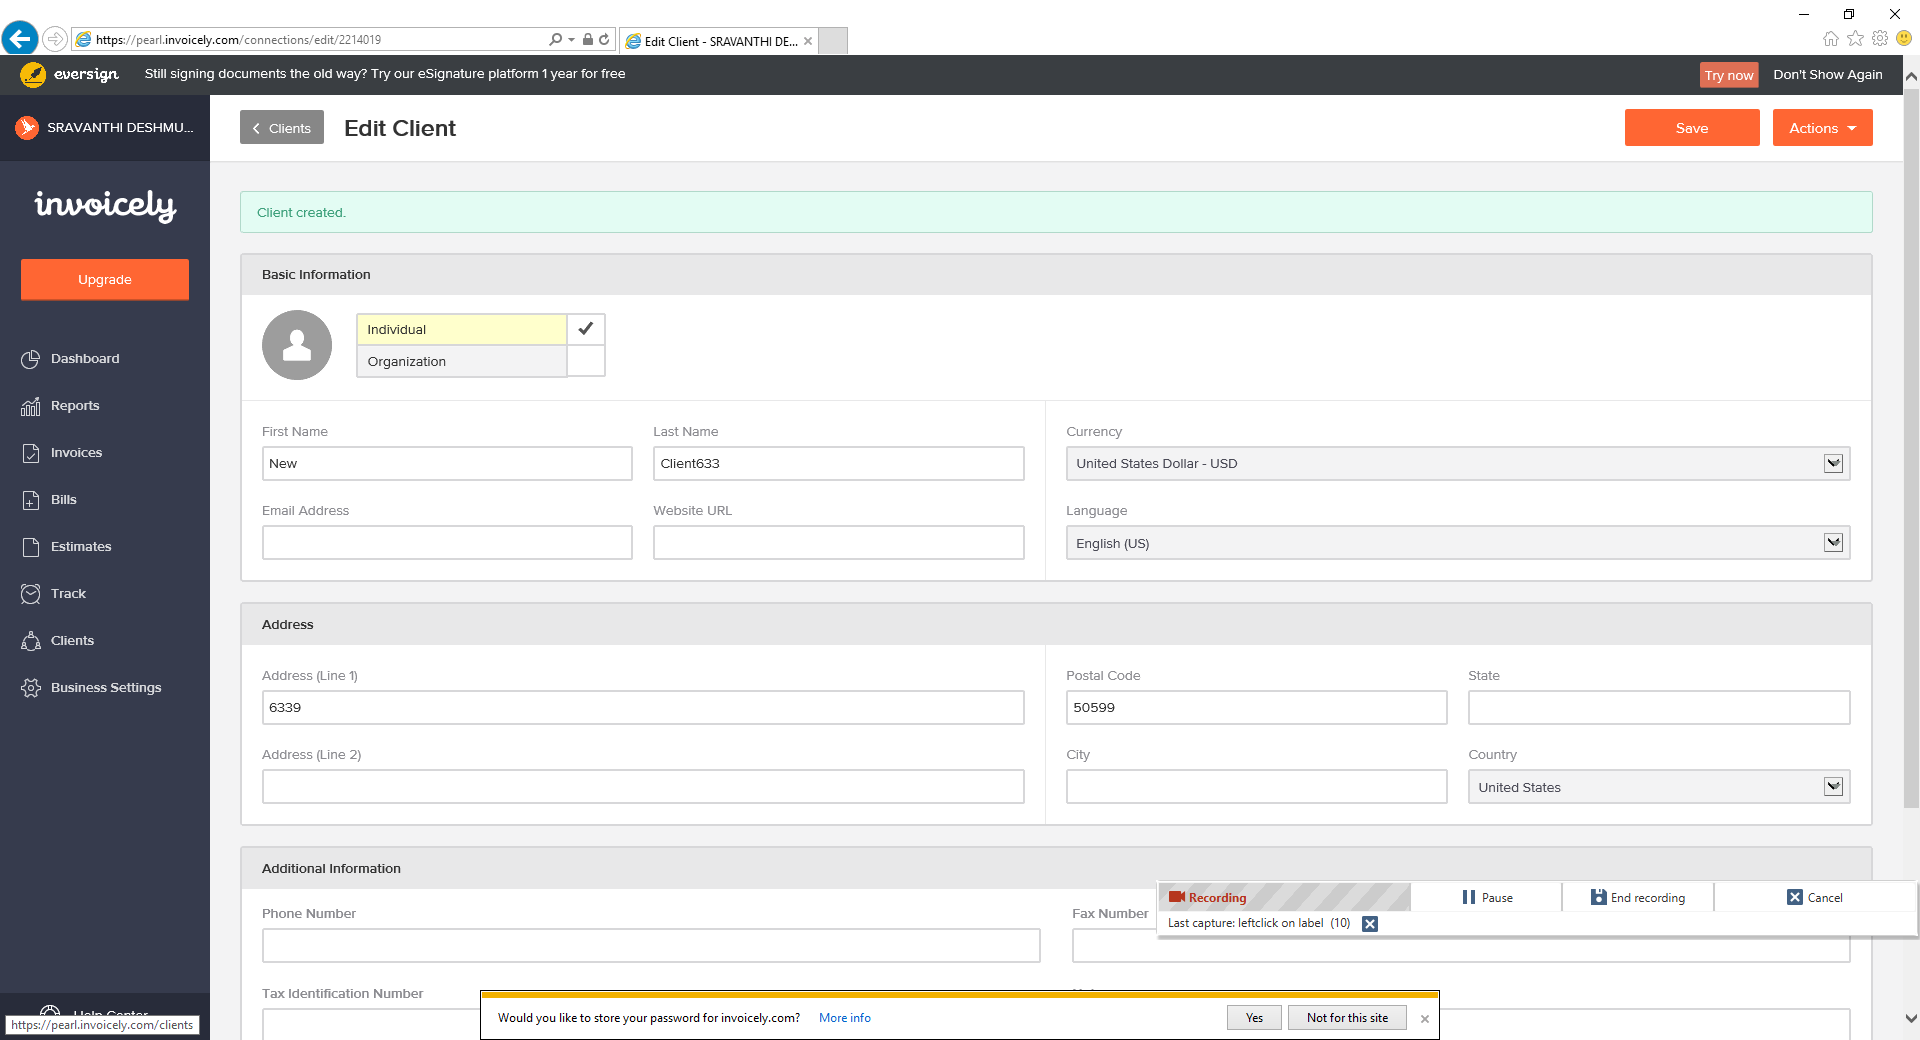 https://pearl.invoicely.com/connections/edit/2214019
Edit Client - SRAVANTHI DE...
eversign
Still signing documents the old way? Try our eSignature platform 1 year for free
Try now
Don't Show Again
SRAVANTHI DESHMU...
Clients
Edit Client
Save
Actions
invoicely
Client created.
Upgrade
Basic Information
Individual
Organization
Dashboard
Reports
Invoices
Bills
Estimates
Track
Clients
Business Settings
First Name
Last Name
Currency
New
Client633
United States Dollar - USD
Email Address
Website URL
Language
English (US)
Address
Address (Line 1)
Postal Code
State
6339
50599
Address (Line 2)
City
Country
United States
Additional Information
Phone Number
Fax Number
Recording
Pause
End recording
Cancel
Last capture: leftclick on label (10)
Tax Identification Number
Help Center
https://pearl.invoicely.com/clients
Would you like to store your password for invoicely.com?
More info
Yes
Not for this site